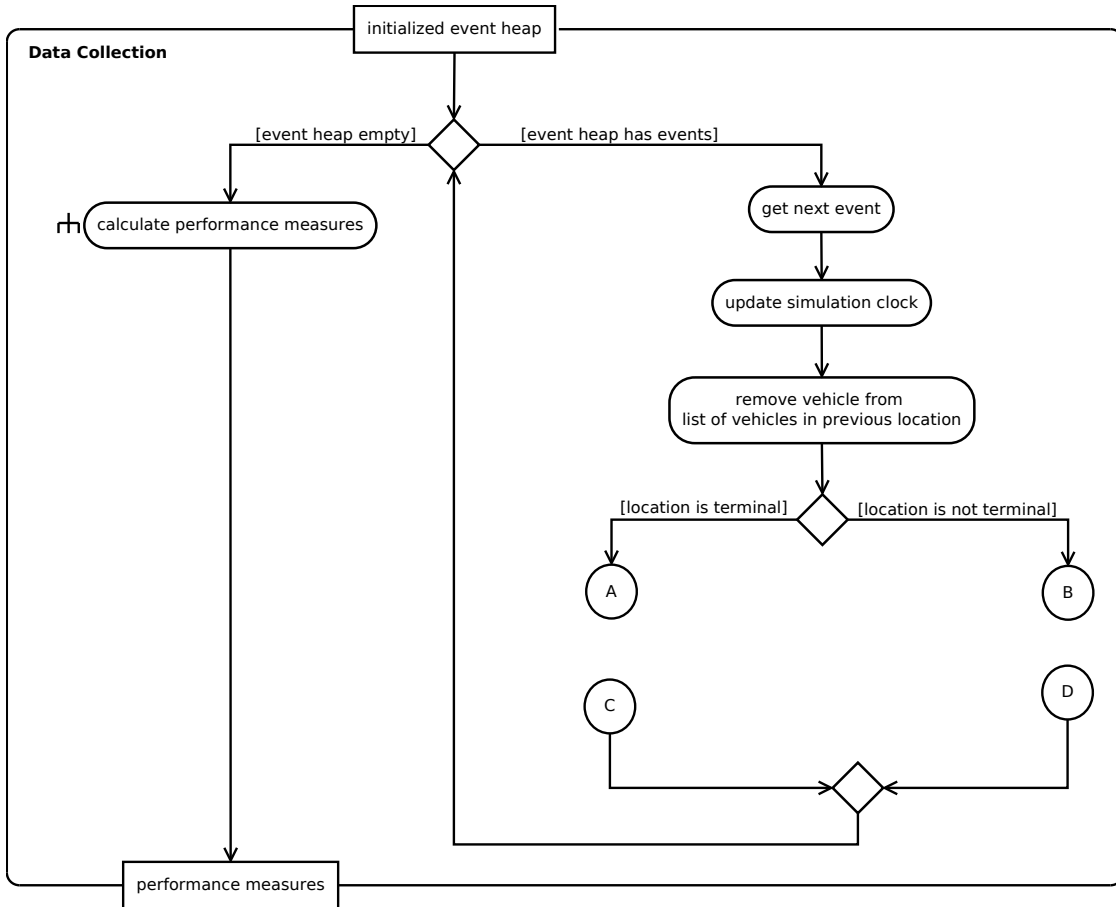 initialized event heap
Data Collection
[event heap empty]
[event heap has events]
calculate performance measures
get next event
update simulation clock
remove vehicle from
list of vehicles in previous location
[location is terminal]
[location is not terminal]
A
B
C
D
performance measures